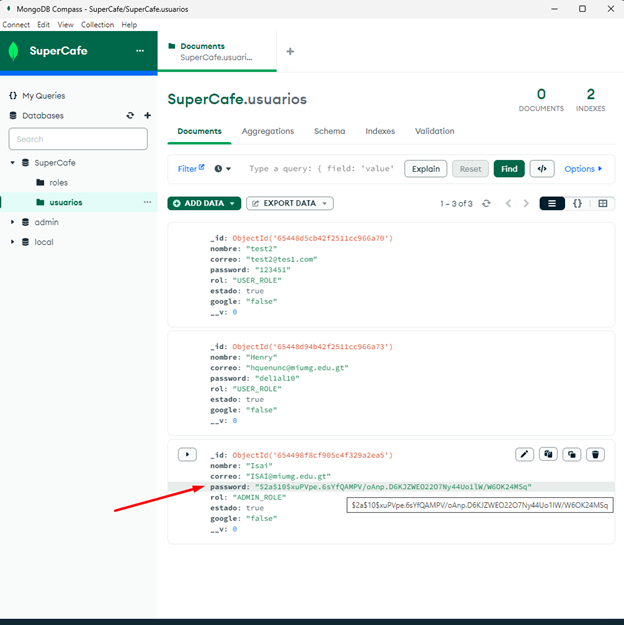 MongoDB Compass - SuperCafe/SuperCafe.usuarios
Connect Edit View Collection Help
SuperCafe ...
Documents
SuperCafe.usuari...
+
{} My Queries
Databases
Search
SuperCafe
roles
usuarios ...
admin
local
SuperCafe.usuarios
0
DOCUMENTS
2
INDEXES
Documents Aggregations Schema Indexes Validation
Filter Type a query: { field: 'value' Explain Reset Find </> Options
ADD DATA EXPORT DATA 1 – 3 of 3 {}
_id: ObjectId('65448d5cb42f2511cc966a70')
nombre: "test2"
correo: "test2@tes1.com"
password: "123451"
rol: "USER_ROLE"
estado: true
google: "false"
__v: 0
_id: ObjectId('65448d94b42f2511cc966a73')
nombre: "Henry"
correo: "hquenunc@miumg.edu.gt"
password: "del1al10"
rol: "USER_ROLE"
estado: true
google: "false"
__v: 0
_id: ObjectId('654498f8cf905c4f329a2ea5')
nombre: "Isai"
correo: "ISAI@miumg.edu.gt"
password: "$2a$10$xuPVpe.6sYfQAMPV/oAnp.D6KJZWEO22O7Ny44Uo1lW/W6OK24MSq"
rol: "ADMIN_ROLE"
$2a$10$xuPVpe.6sYfQAMPV/oAnp.D6KJZWEO22O7Ny44Uo1lW/W6OK24MSq
estado: true
google: "false"
__v: 0